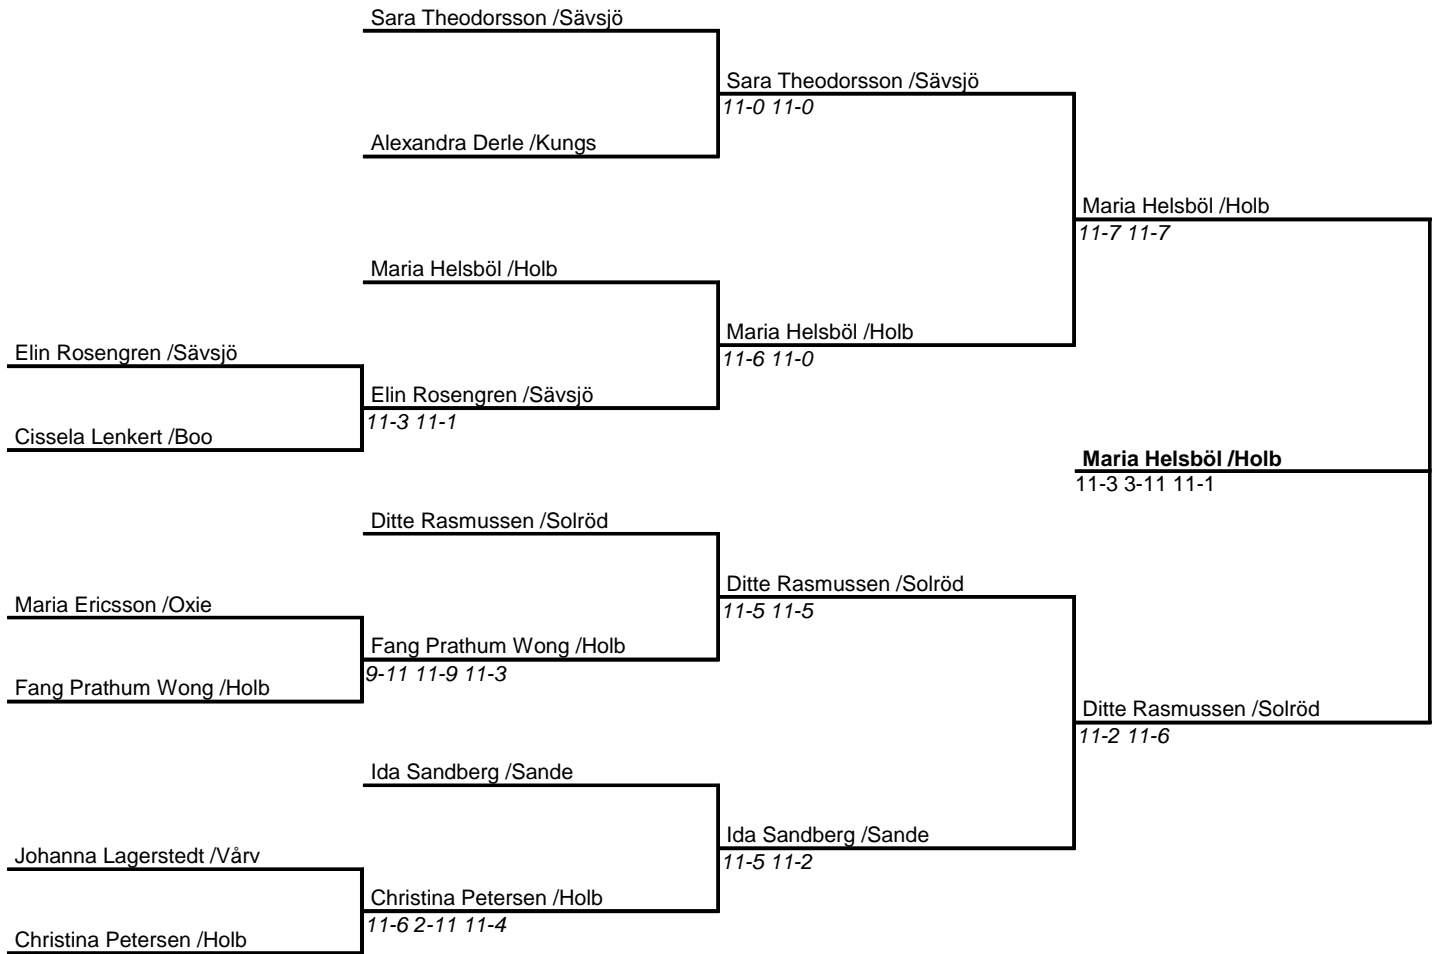 Sara Theodorsson /Sävsjö
Sara Theodorsson /Sävsjö
11-0 11-0
Alexandra Derle /Kungs
Maria Helsböl /Holb
11-7 11-7
Maria Helsböl /Holb
Maria Helsböl /Holb
11-6 11-0
Elin Rosengren /Sävsjö
Elin Rosengren /Sävsjö
11-3 11-1
Cissela Lenkert /Boo
Maria Helsböl /Holb
11-3 3-11 11-1
Ditte Rasmussen /Solröd
Ditte Rasmussen /Solröd
11-5 11-5
Maria Ericsson /Oxie
Fang Prathum Wong /Holb
9-11 11-9 11-3
Fang Prathum Wong /Holb
Ditte Rasmussen /Solröd
11-2 11-6
Ida Sandberg /Sande
Ida Sandberg /Sande
11-5 11-2
Johanna Lagerstedt /Vårv
Christina Petersen /Holb
11-6 2-11 11-4
Christina Petersen /Holb